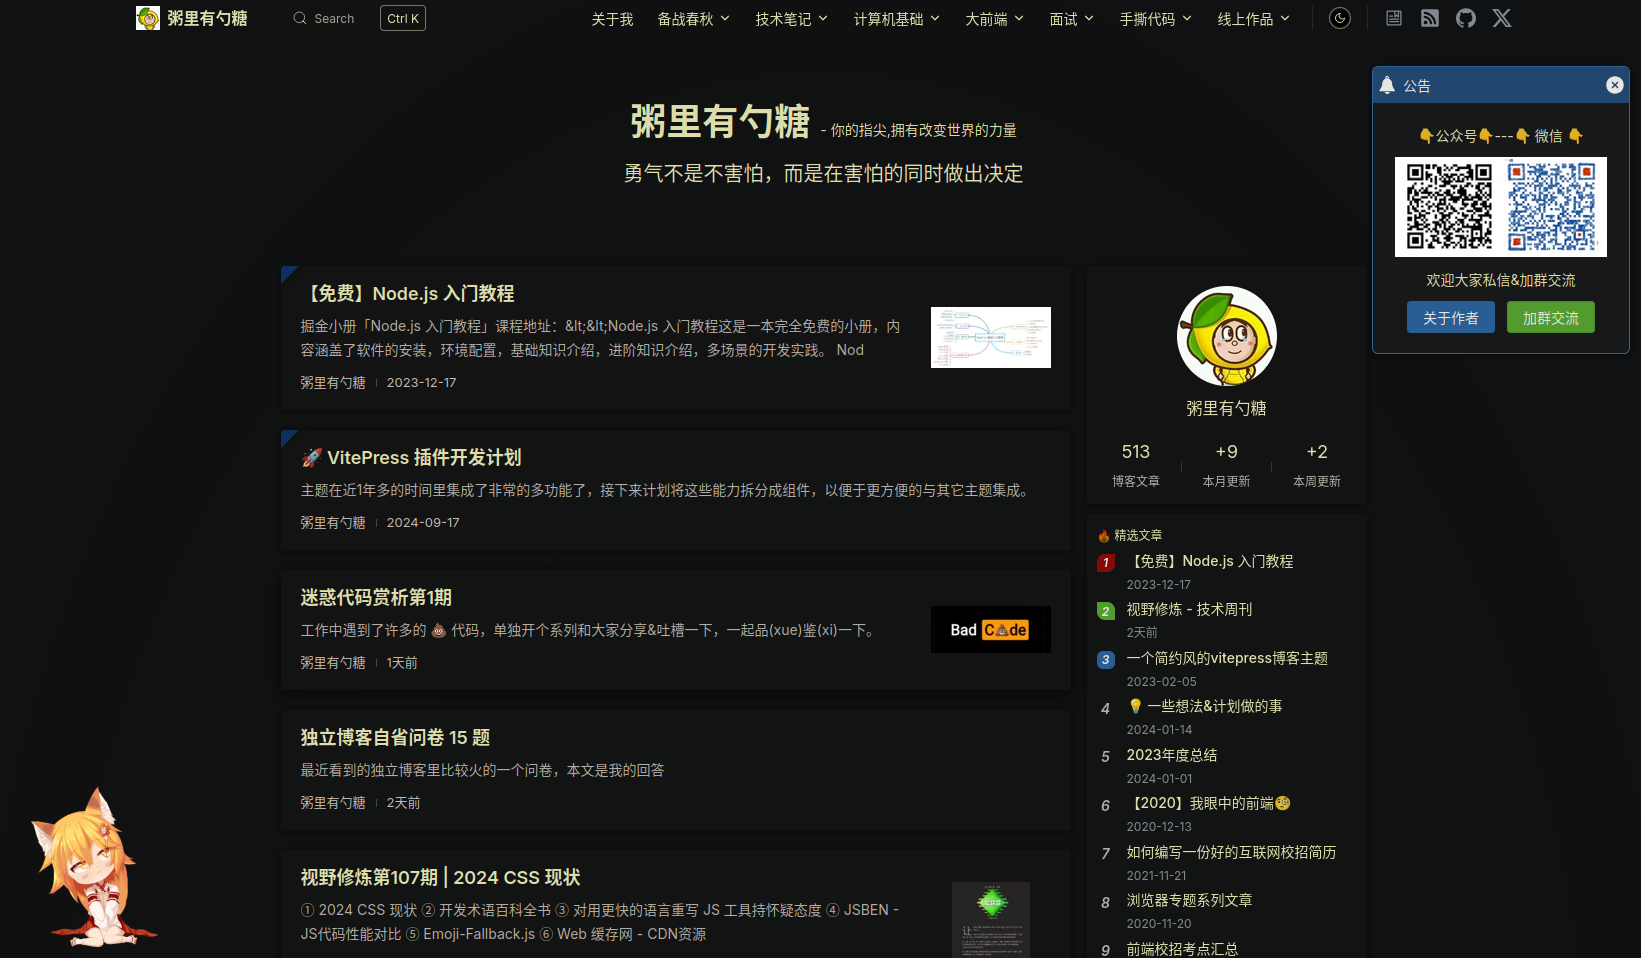 粥里有勺糖
Search
Ctrl K
关于我
备战春秋
技术笔记
计算机基础
大前端
面试
手撕代码
线上作品
粥里有勺糖 - 你的指尖,拥有改变世界的力量
勇气不是不害怕，而是在害怕的同时做出决定
公告
👇公众号👇---👇 微信 👇
欢迎大家私信&加群交流
关于作者
加群交流
【免费】Node.js 入门教程
掘金小册「Node.js 入门教程」课程地址：&lt;&lt;Node.js 入门教程这是一本完全免费的小册，内
容涵盖了软件的安装，环境配置，基础知识介绍，进阶知识介绍，多场景的开发实践。 Nod
粥里有勺糖
2023-12-17
🚀 VitePress 插件开发计划
主题在近1年多的时间里集成了非常的多功能了，接下来计划将这些能力拆分成组件，以便于更方便的与其它主题集成。
粥里有勺糖
2024-09-17
迷惑代码赏析第1期
工作中遇到了许多的 💩 代码，单独开个系列和大家分享&吐槽一下，一起品(xue)鉴(xi)一下。
粥里有勺糖
1天前
Bad C💩de
独立博客自省问卷 15 题
最近看到的独立博客里比较火的一个问卷，本文是我的回答
粥里有勺糖
2天前
视野修炼第107期 | 2024 CSS 现状
① 2024 CSS 现状 ② 开发术语百科全书 ③ 对用更快的语言重写 JS 工具持怀疑态度 ④ JSBEN -
JS代码性能对比 ⑤ Emoji-Fallback.js ⑥ Web 缓存网 - CDN资源
粥里有勺糖
513
博客文章
+9
本月更新
+2
本周更新
🔥 精选文章
1
【免费】Node.js 入门教程
2023-12-17
2
视野修炼 - 技术周刊
2天前
3
一个简约风的vitepress博客主题
2023-02-05
4
💡 一些想法&计划做的事
2024-01-14
5
2023年度总结
2024-01-01
6
【2020】我眼中的前端🧐
2020-12-13
7
如何编写一份好的互联网校招简历
2021-11-21
8
浏览器专题系列文章
2020-11-20
9
前端校招考点汇总